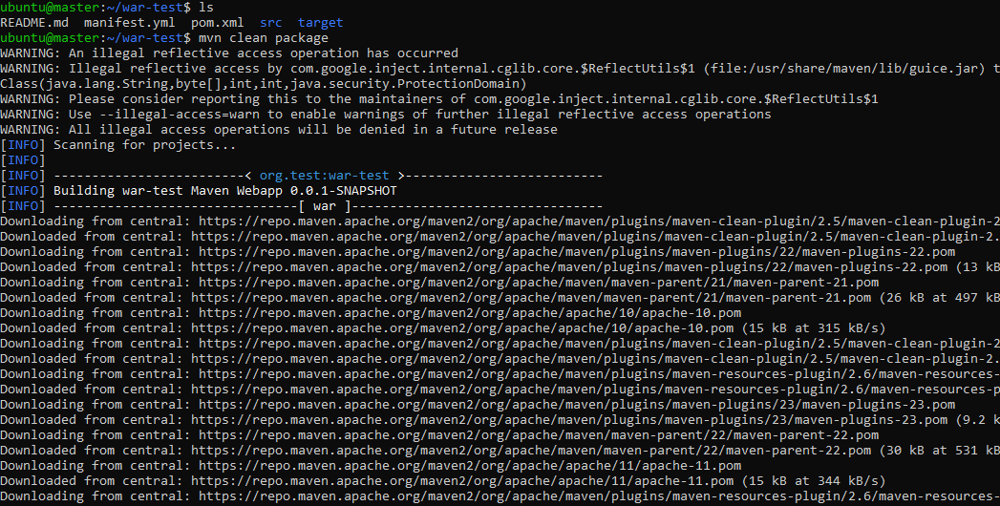 ubuntu@master:~/war-test$ ls
README.md manifest.yml pom.xml src target
ubuntu@master:~/war-test$ mvn clean package
WARNING: An illegal reflective access operation has occurred
WARNING: Illegal reflective access by com.google.inject.internal.cglib.core.$ReflectUtils$1 (file:/usr/share/maven/lib/guice.jar) t
Class(java.lang.String,byte[],int,int,java.security.ProtectionDomain)
WARNING: Please consider reporting this to the maintainers of com.google.inject.internal.cglib.core.$ReflectUtils$1
WARNING: Use --illegal-access=warn to enable warnings of further illegal reflective access operations
WARNING: All illegal access operations will be denied in a future release
[INFO] Scanning for projects...
[INFO]
[INFO] -------------------------< org.test:war-test >--------------------------
[INFO] Building war-test Maven Webapp 0.0.1-SNAPSHOT
[INFO] --------------------------------[ war ]---------------------------------
Downloading from central: https://repo.maven.apache.org/maven2/org/apache/maven/plugins/maven-clean-plugin/2.5/maven-clean-plugin-2
Downloaded from central: https://repo.maven.apache.org/maven2/org/apache/maven/plugins/maven-clean-plugin/2.5/maven-clean-plugin-2.
Downloading from central: https://repo.maven.apache.org/maven2/org/apache/maven/plugins/maven-plugins/22/maven-plugins-22.pom
Downloaded from central: https://repo.maven.apache.org/maven2/org/apache/maven/plugins/maven-plugins/22/maven-plugins-22.pom (13 kB
Downloading from central: https://repo.maven.apache.org/maven2/org/apache/maven/maven-parent/21/maven-parent-21.pom
Downloaded from central: https://repo.maven.apache.org/maven2/org/apache/maven/maven-parent/21/maven-parent-21.pom (26 kB at 497 kB
Downloading from central: https://repo.maven.apache.org/maven2/org/apache/apache/10/apache-10.pom
Downloaded from central: https://repo.maven.apache.org/maven2/org/apache/apache/10/apache-10.pom (15 kB at 315 kB/s)
Downloading from central: https://repo.maven.apache.org/maven2/org/apache/maven/plugins/maven-clean-plugin/2.5/maven-clean-plugin-2
Downloaded from central: https://repo.maven.apache.org/maven2/org/apache/maven/plugins/maven-clean-plugin/2.5/maven-clean-plugin-2.
Downloading from central: https://repo.maven.apache.org/maven2/org/apache/maven/plugins/maven-resources-plugin/2.6/maven-resources-
Downloaded from central: https://repo.maven.apache.org/maven2/org/apache/maven/plugins/maven-resources-plugin/2.6/maven-resources-p
Downloading from central: https://repo.maven.apache.org/maven2/org/apache/maven/plugins/maven-plugins/23/maven-plugins-23.pom
Downloaded from central: https://repo.maven.apache.org/maven2/org/apache/maven/plugins/maven-plugins/23/maven-plugins-23.pom (9.2 k
Downloading from central: https://repo.maven.apache.org/maven2/org/apache/maven/maven-parent/22/maven-parent-22.pom
Downloaded from central: https://repo.maven.apache.org/maven2/org/apache/maven/maven-parent/22/maven-parent-22.pom (30 kB at 531 kB
Downloading from central: https://repo.maven.apache.org/maven2/org/apache/apache/11/apache-11.pom
Downloaded from central: https://repo.maven.apache.org/maven2/org/apache/apache/11/apache-11.pom (15 kB at 344 kB/s)
Downloading from central: https://repo.maven.apache.org/maven2/org/apache/maven/plugins/maven-resources-plugin/2.6/maven-resources-